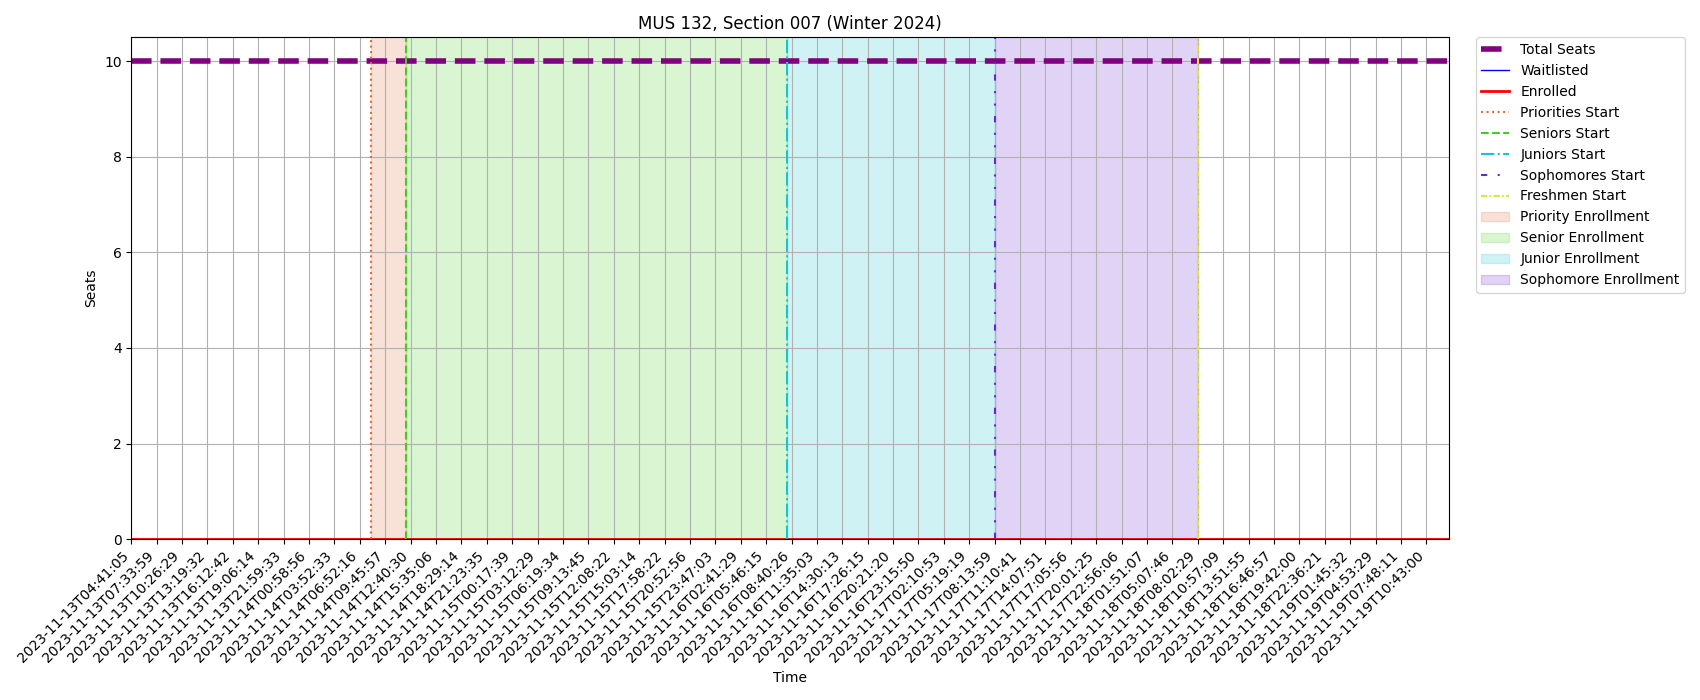 MUS 132, Section 007 (Winter 2024)
Seats
10
8
6
4
2
0
2023-11-13T04:41:05
2023-11-13T07:33:59
2023-11-13T10:26:29
2023-11-13T13:19:32
2023-11-13T16:12:42
2023-11-13T19:06:14
2023-11-13T21:59:33
2023-11-14T00:58:56
2023-11-14T03:52:33
2023-11-14T06:52:16
2023-11-14T09:45:57
2023-11-14T12:40:30
2023-11-14T15:35:06
2023-11-14T18:29:14
2023-11-14T21:23:35
2023-11-15T00:17:39
2023-11-15T03:12:29
2023-11-15T06:19:34
2023-11-15T09:13:45
2023-11-15T12:08:22
2023-11-15T15:03:14
2023-11-15T17:58:22
2023-11-15T20:52:56
2023-11-15T23:47:03
2023-11-16T02:41:29
2023-11-16T05:46:15
2023-11-16T08:40:26
2023-11-16T11:35:03
2023-11-16T14:30:13
2023-11-16T17:26:15
2023-11-16T20:21:20
2023-11-16T23:15:50
2023-11-17T02:10:53
2023-11-17T05:19:19
2023-11-17T08:13:59
2023-11-17T11:10:41
2023-11-17T14:07:51
2023-11-17T17:05:56
2023-11-17T20:01:25
2023-11-17T22:56:06
2023-11-18T01:51:07
2023-11-18T05:07:46
2023-11-18T08:02:29
2023-11-18T10:57:09
2023-11-18T13:51:55
2023-11-18T16:46:57
2023-11-18T19:42:00
2023-11-18T22:36:21
2023-11-19T01:45:32
2023-11-19T04:53:29
2023-11-19T07:48:11
2023-11-19T10:43:00
Time
Total Seats
Waitlisted
Enrolled
Priorities Start
Seniors Start
Juniors Start
Sophomores Start
Freshmen Start
Priority Enrollment
Senior Enrollment
Junior Enrollment
Sophomore Enrollment